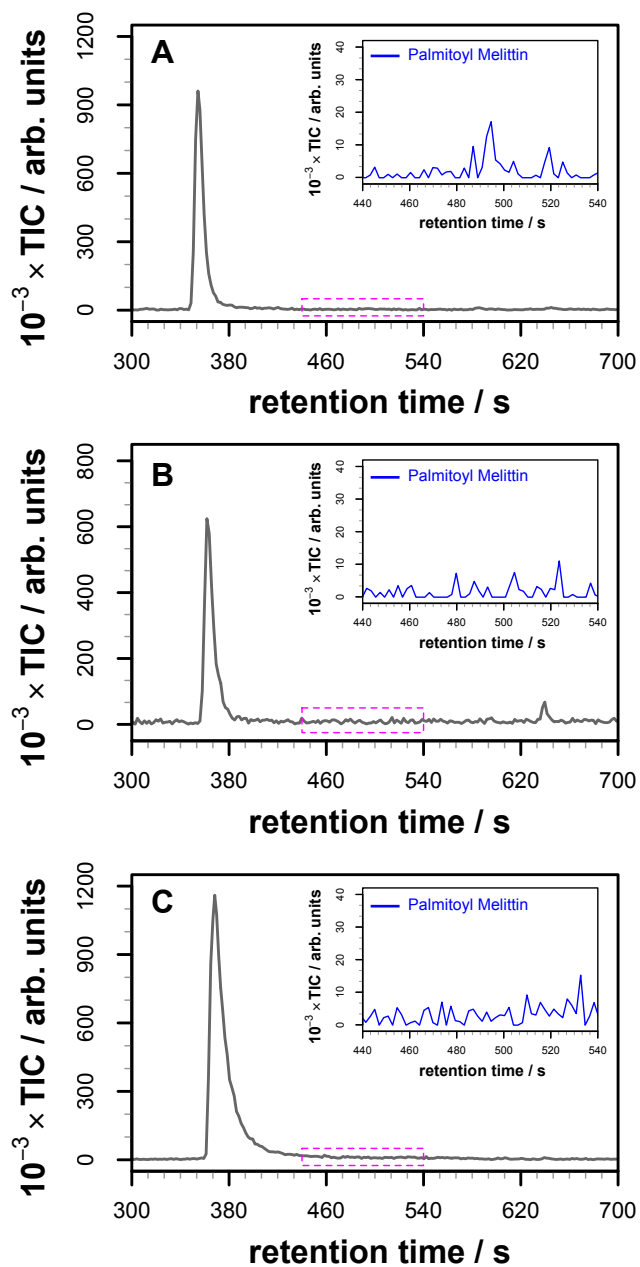 A
10⁻³ × TIC / arb. units
0 300 600 900 1200
300 380 460 540 620 700
retention time / s
Palmitoyl Melittin
10⁻³ × TIC / arb. units
0 10 20 30 40
440 460 480 500 520 540
retention time / s
B
10⁻³ × TIC / arb. units
0 200 400 600 800
300 380 460 540 620 700
retention time / s
Palmitoyl Melittin
10⁻³ × TIC / arb. units
0 10 20 30 40
440 460 480 500 520 540
retention time / s
C
10⁻³ × TIC / arb. units
0 300 600 900 1200
300 380 460 540 620 700
retention time / s
Palmitoyl Melittin
10⁻³ × TIC / arb. units
0 10 20 30 40
440 460 480 500 520 540
retention time / s